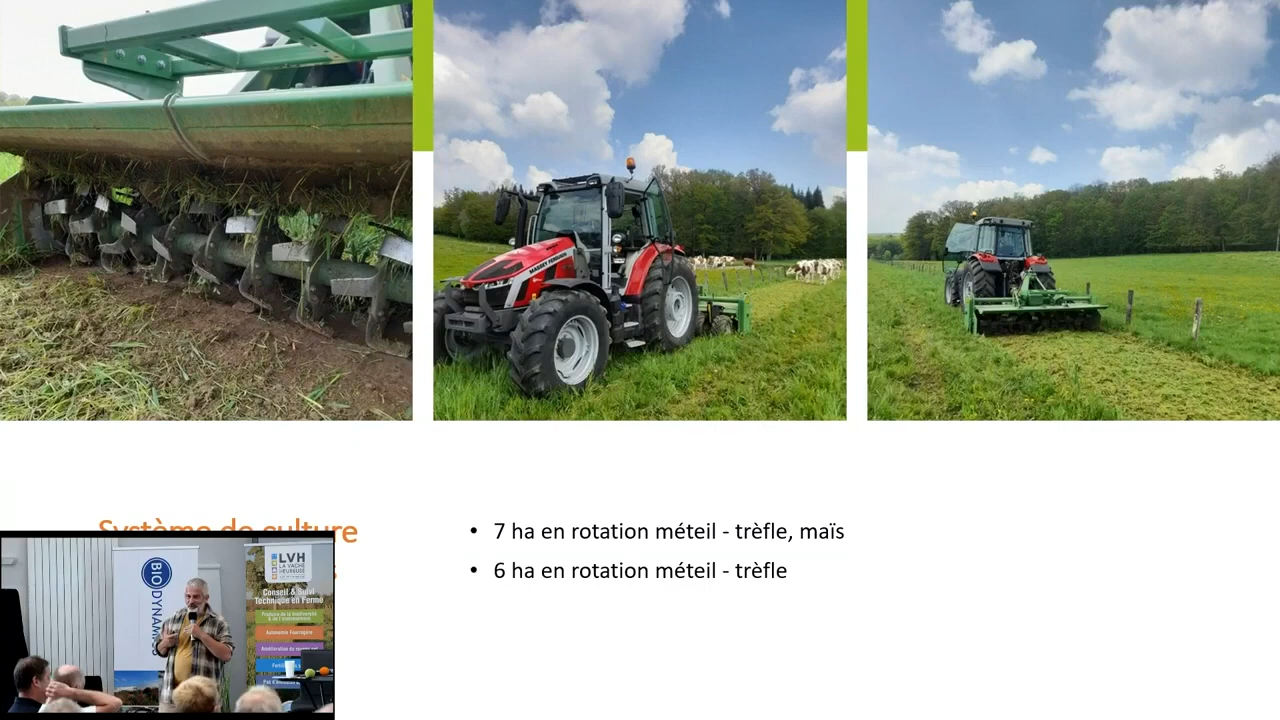 MASSEY FERGUSON
Système de culture
• 7 ha en rotation méteil - trèfle, maïs
• 6 ha en rotation méteil - trèfle
BIO
LVH
LA VACHE
HEUREUSE
Conseil & Suivi
Technique en Ferme
Autonomie Fourragère